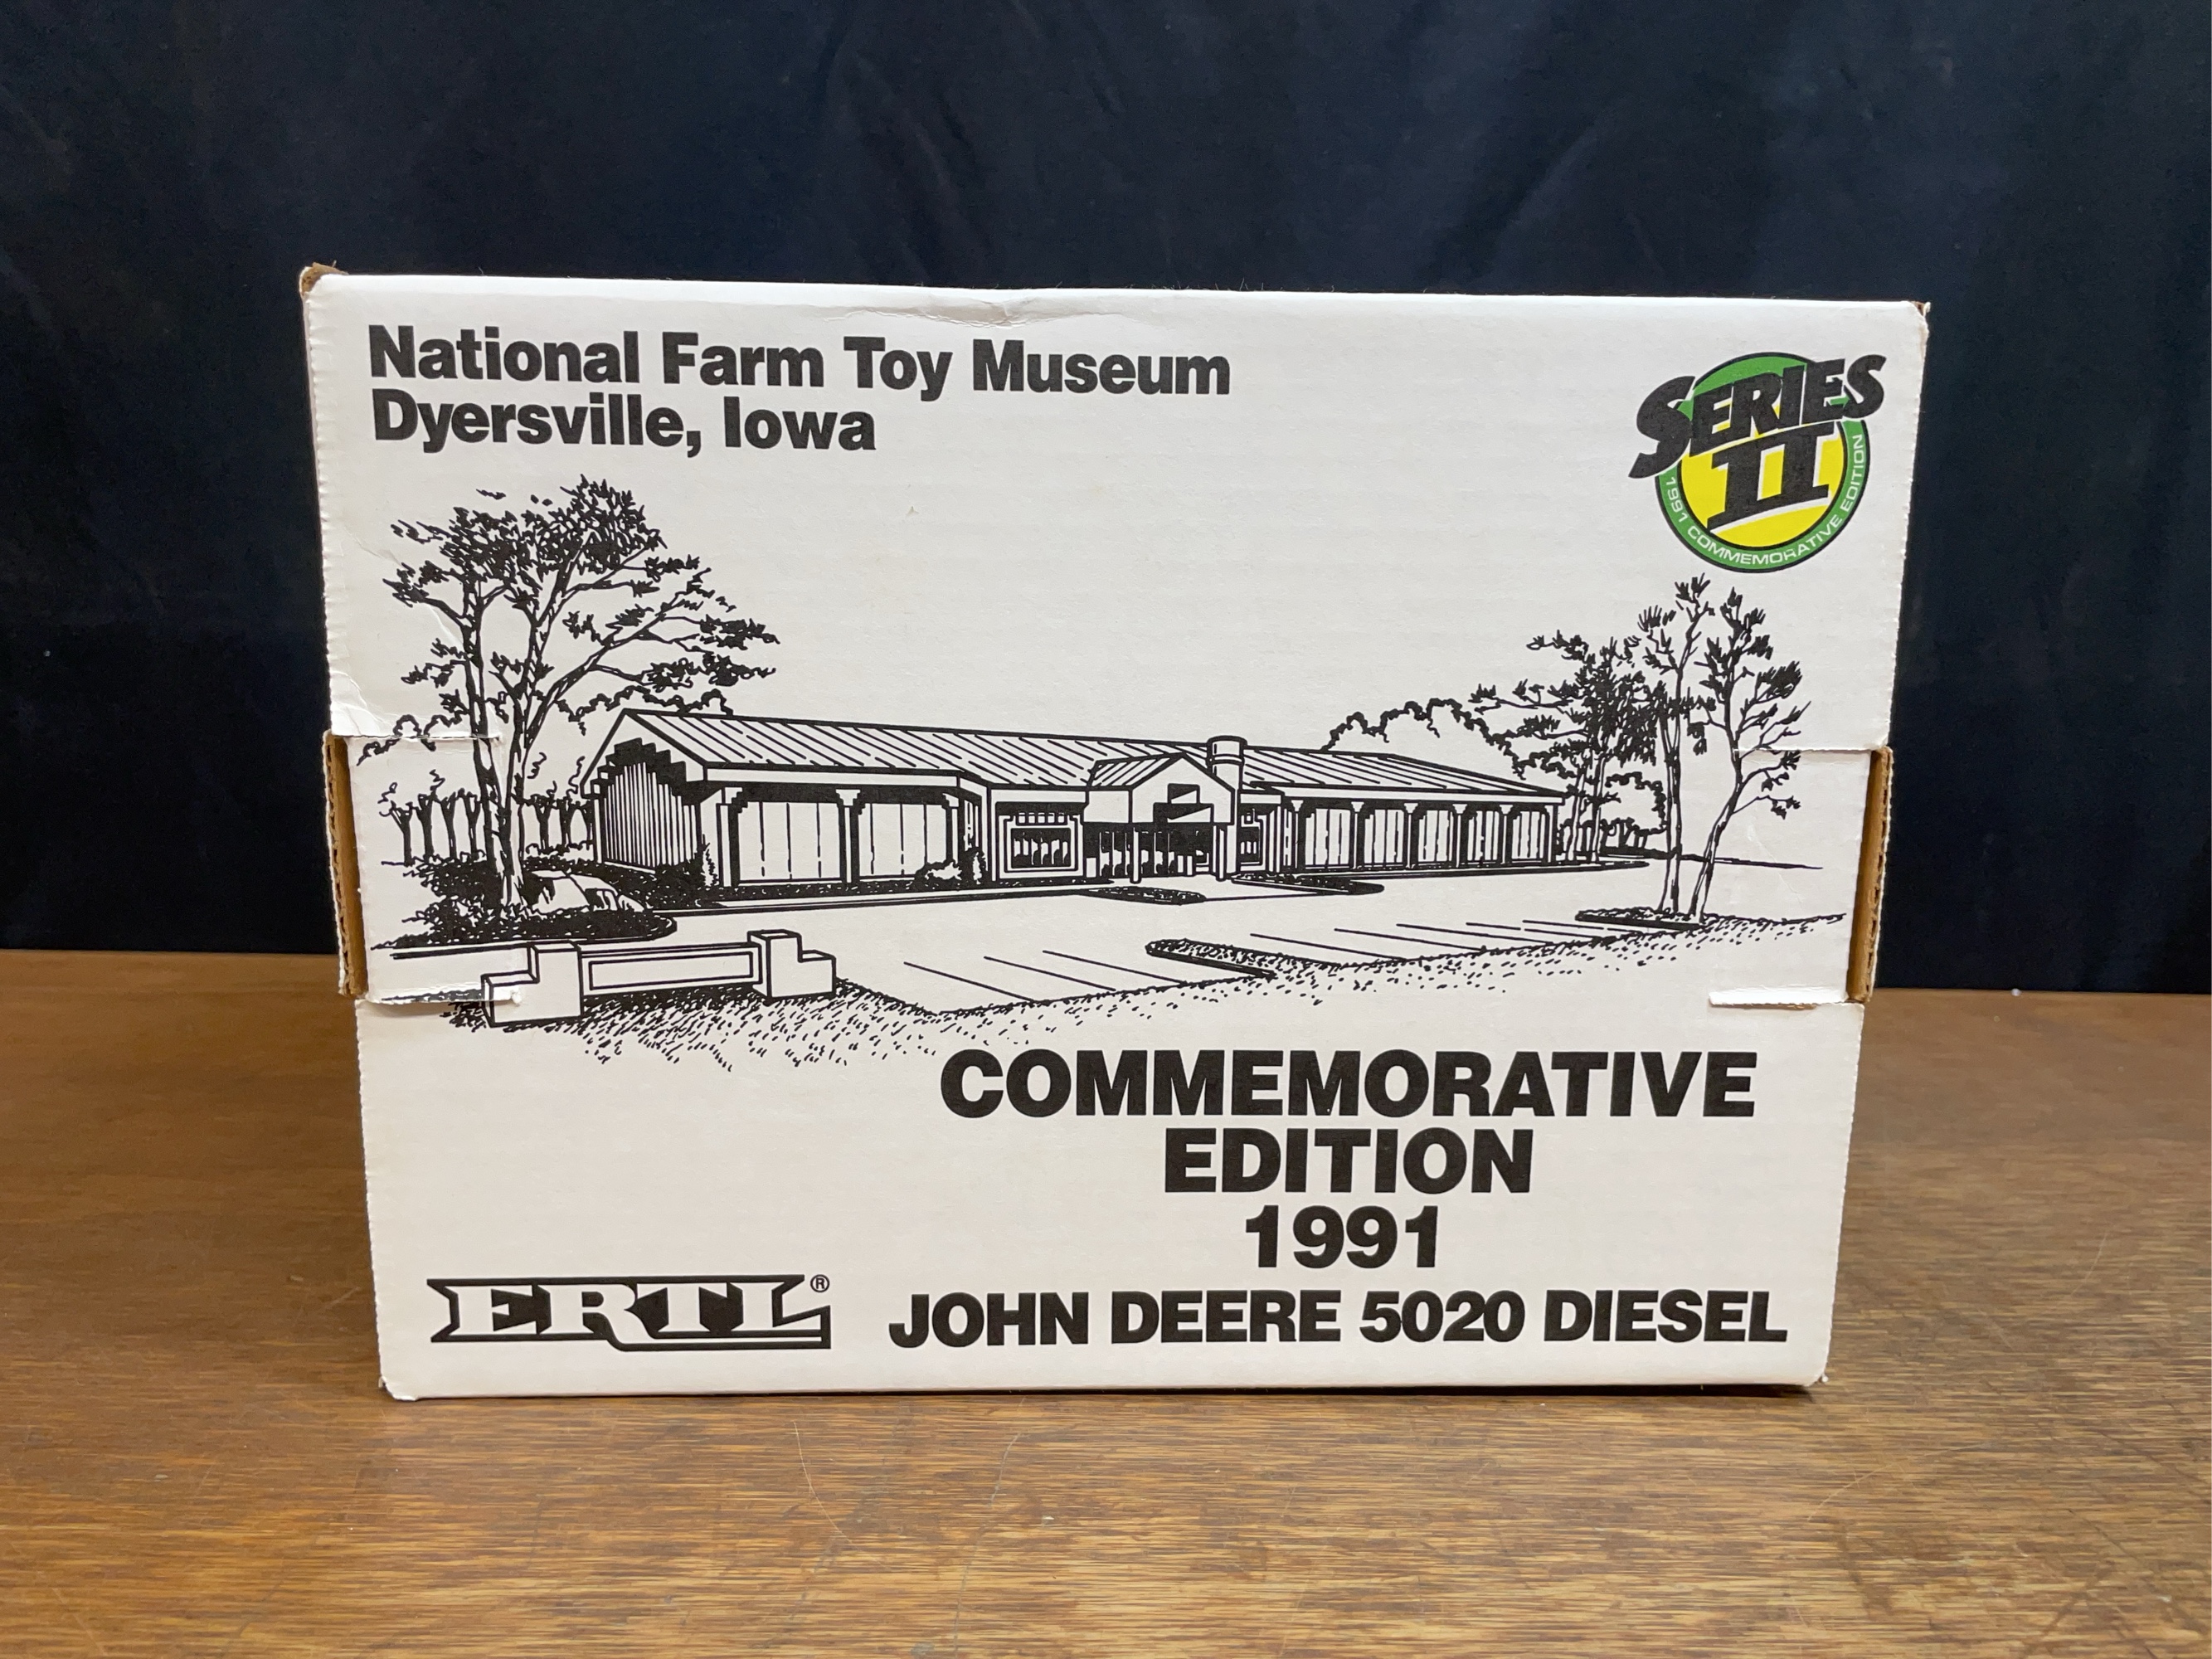 National Farm Toy Museum
Dyersville, Iowa
SERIES
II
1991 COMMEMORATIVE EDITION
COMMEMORATIVE
EDITION
1991
ERTL®
JOHN DEERE 5020 DIESEL